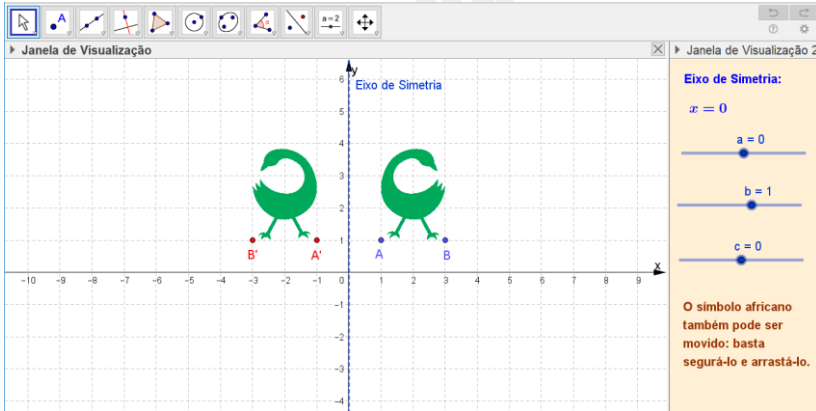 A
a=2
Janela de Visualização
Janela de Visualização 2
y
Eixo de Simetria
6
5
4
3
2
1
B' A' A B
x
−10 −9 −8 −7 −6 −5 −4 −3 −2 −1 0 1 2 3 4 5 6 7 8 9
−1
−2
−3
−4
Eixo de Simetria:
x = 0
a = 0
b = 1
c = 0
O símbolo africano
também pode ser
movido: basta
segurá-lo e arrastá-lo.